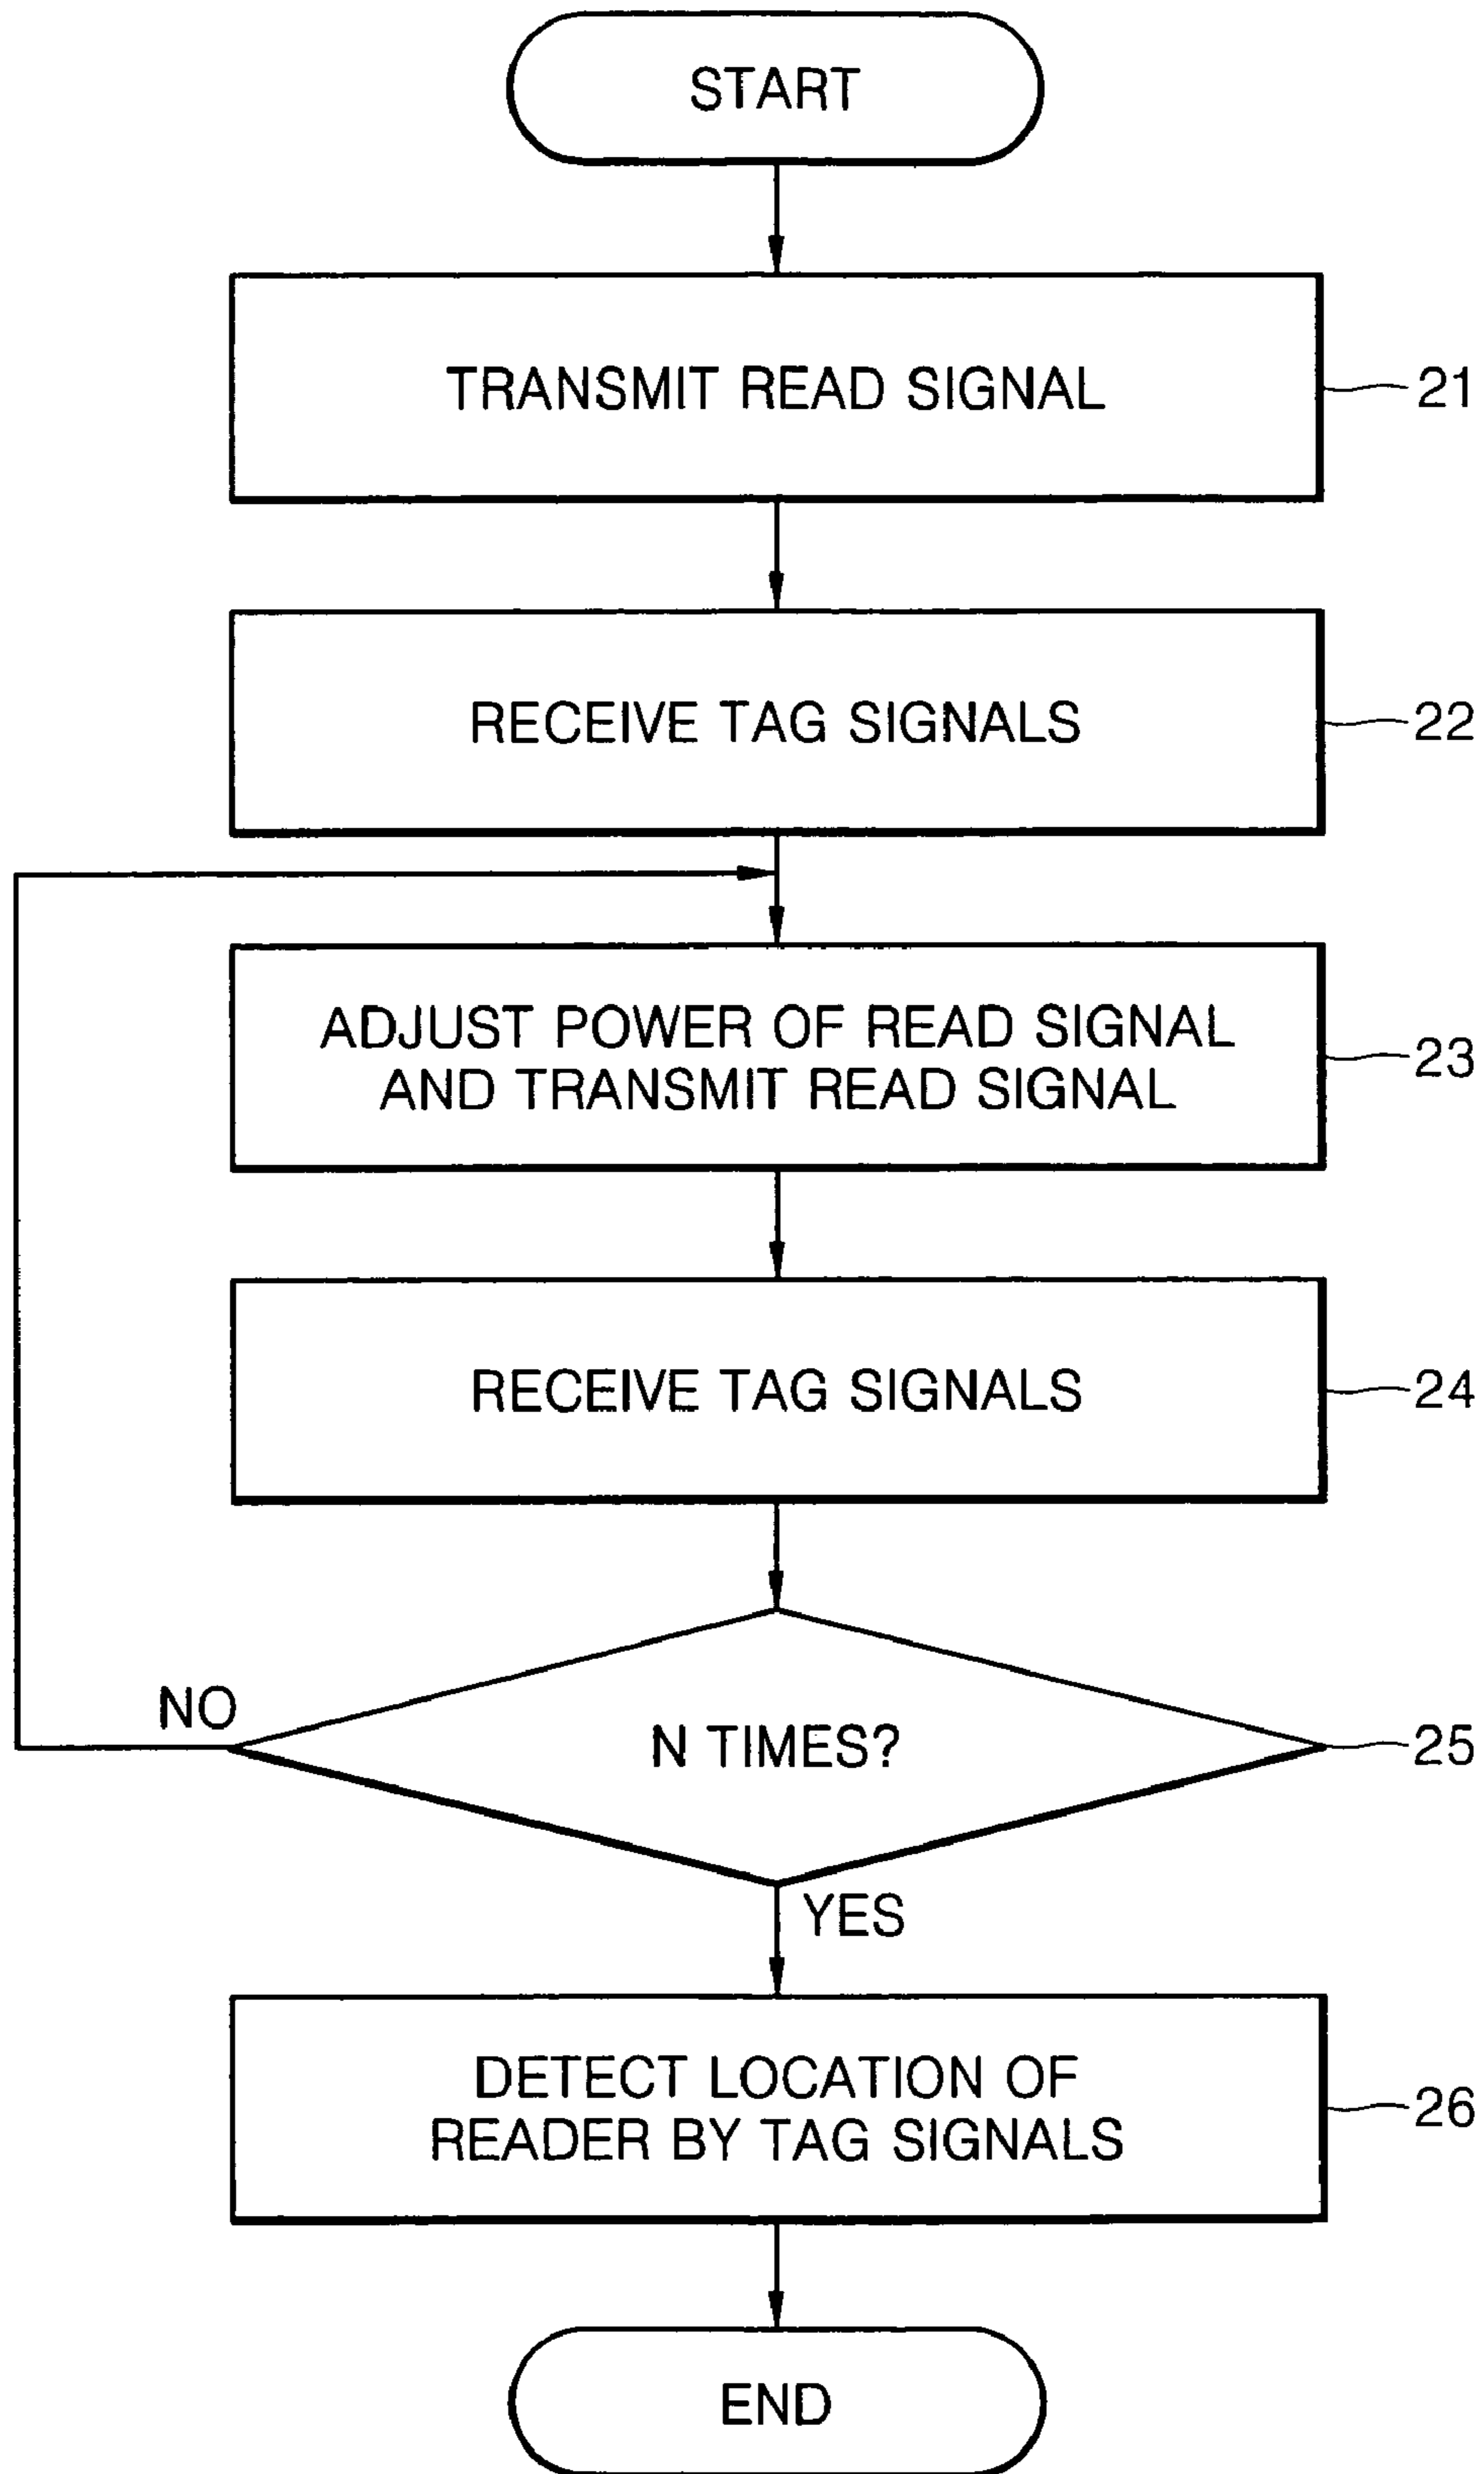 START
TRANSMIT READ SIGNAL
21
RECEIVE TAG SIGNALS
22
ADJUST POWER OF READ SIGNAL
AND TRANSMIT READ SIGNAL
23
RECEIVE TAG SIGNALS
24
NO
N TIMES?
25
YES
DETECT LOCATION OF
READER BY TAG SIGNALS
26
END